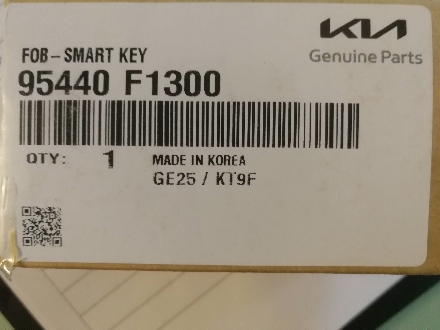 KIA
Genuine Parts
FOB-SMART KEY
95440 F1300
QTY: 1 MADE IN KOREA
GE25 / KT9F